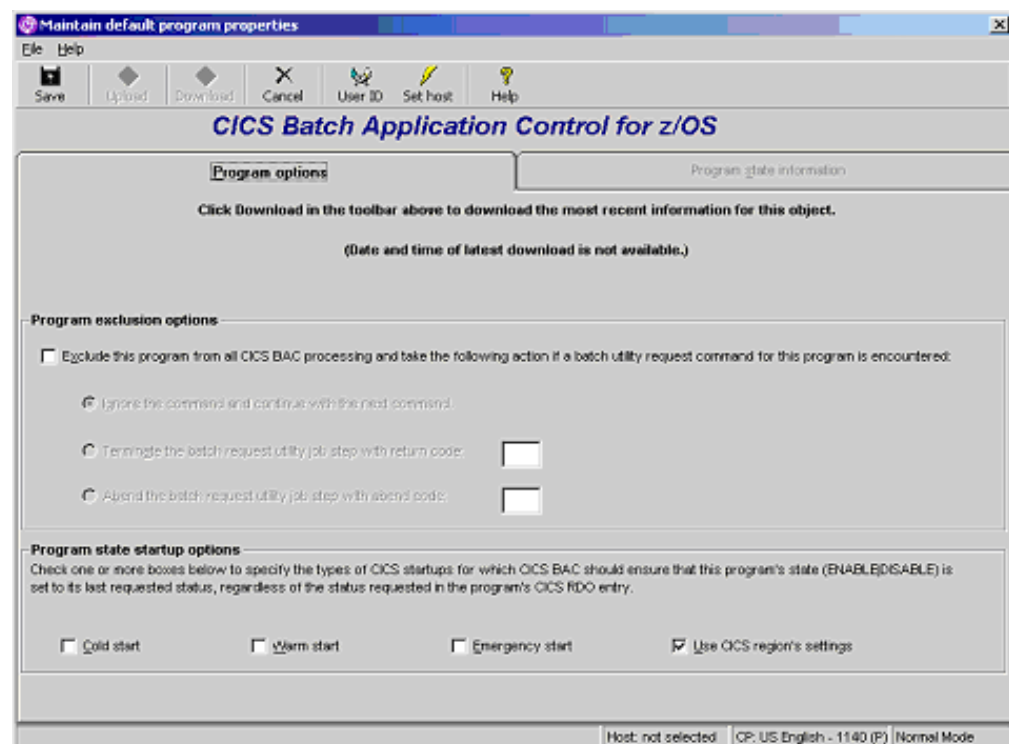 Maintain default program properties
File Help
Save Upload Download Cancel User ID Set host Help
CICS Batch Application Control for z/OS
Program options Program state information
Click Download in the toolbar above to download the most recent information for this object.
(Date and time of latest download is not available.)
Program exclusion options
Exclude this program from all CICS BAC processing and take the following action if a batch utility request command for this program is encountered:
Ignore the command and continue with the next command.
Terminate the batch request utility job step with return code:
Abend the batch request utility job step with abend code:
Program state startup options
Check one or more boxes below to specify the types of CICS startups for which CICS BAC should ensure that this program's state (ENABLE|DISABLE) is
set to its last requested status, regardless of the status requested in the program's CICS RDO entry.
Cold start Warm start Emergency start Use CICS region's settings
Host: not selected CP: US English - 1140 (P) Normal Mode